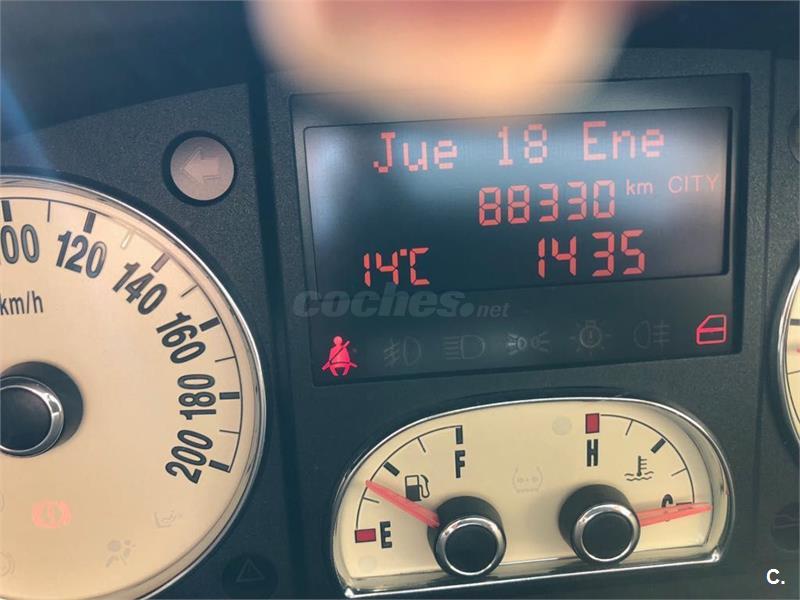 Jue 18 Ene
88330 km CITY
14°C 1435
coches.net
100 120 140 160 180 200
km/h
F
E
H
C
C.